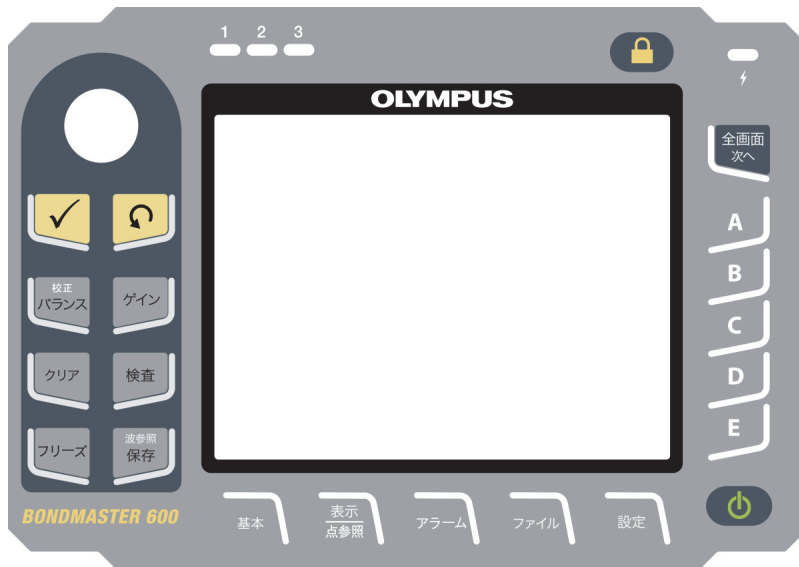 1 2 3
OLYMPUS
全画面
次へ
A
B
C
D
E
校正
バランス
ゲイン
クリア
検査
フリーズ
波参照
保存
BONDMASTER 600
基本
表示
点参照
アラーム
ファイル
設定